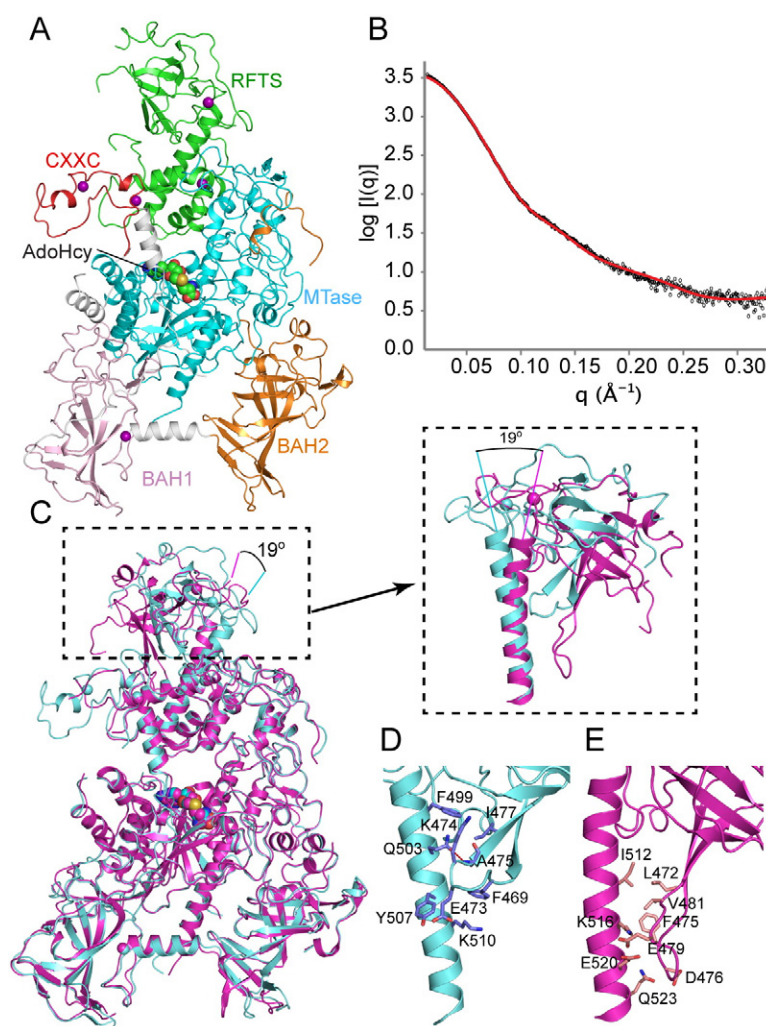 A
RFTS
CXXC
AdoHcy
MTase
BAH1
BAH2
B
log [I(q)]
3.5
3.0
2.5
2.0
1.5
1.0
0.5
0.0
0.05 0.10 0.15 0.20 0.25 0.30
q (Å⁻¹)
C
19°
19°
D
F499
K474
I477
Q503
A475
F469
Y507
E473
K510
E
I512
L472
V481
K516
F475
E479
E520
D476
Q523